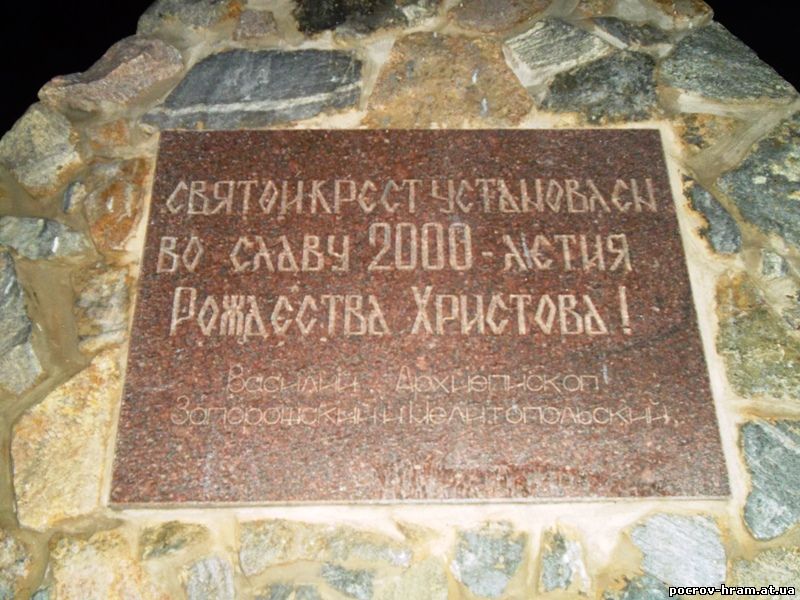 СВЯТОЙ КРЕСТ УСТАНОВЛЕН
ВО СЛАВУ 2000 - ЛЕТИЯ
РОЖДЕСТВА ХРИСТОВА!
Василий Архиепископ
Запорожский и Мелитопольский
pocrov-hram.at.ua